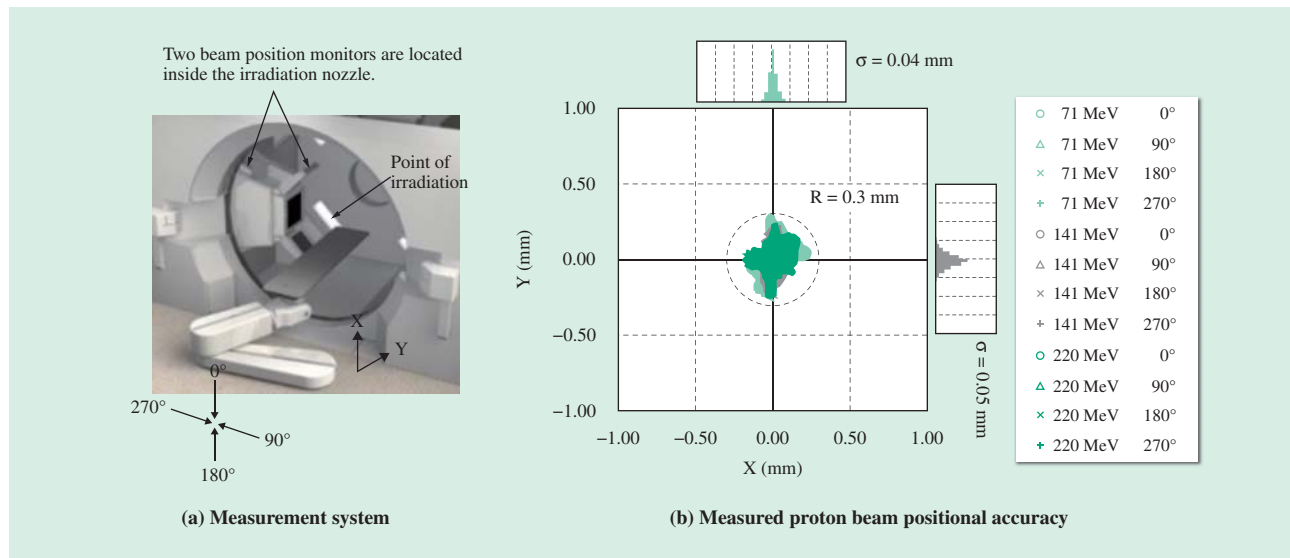 Two beam position monitors are located
inside the irradiation nozzle.
Point of
irradiation
X
Y
0°
270°
90°
180°
(a) Measurement system
σ = 0.04 mm
1.00
0.50
0.00
−0.50
−1.00
Y (mm)
R = 0.3 mm
−1.00 −0.50 0.00 0.50 1.00
X (mm)
σ = 0.05 mm
71 MeV 0°
71 MeV 90°
71 MeV 180°
71 MeV 270°
141 MeV 0°
141 MeV 90°
141 MeV 180°
141 MeV 270°
220 MeV 0°
220 MeV 90°
220 MeV 180°
220 MeV 270°
(b) Measured proton beam positional accuracy